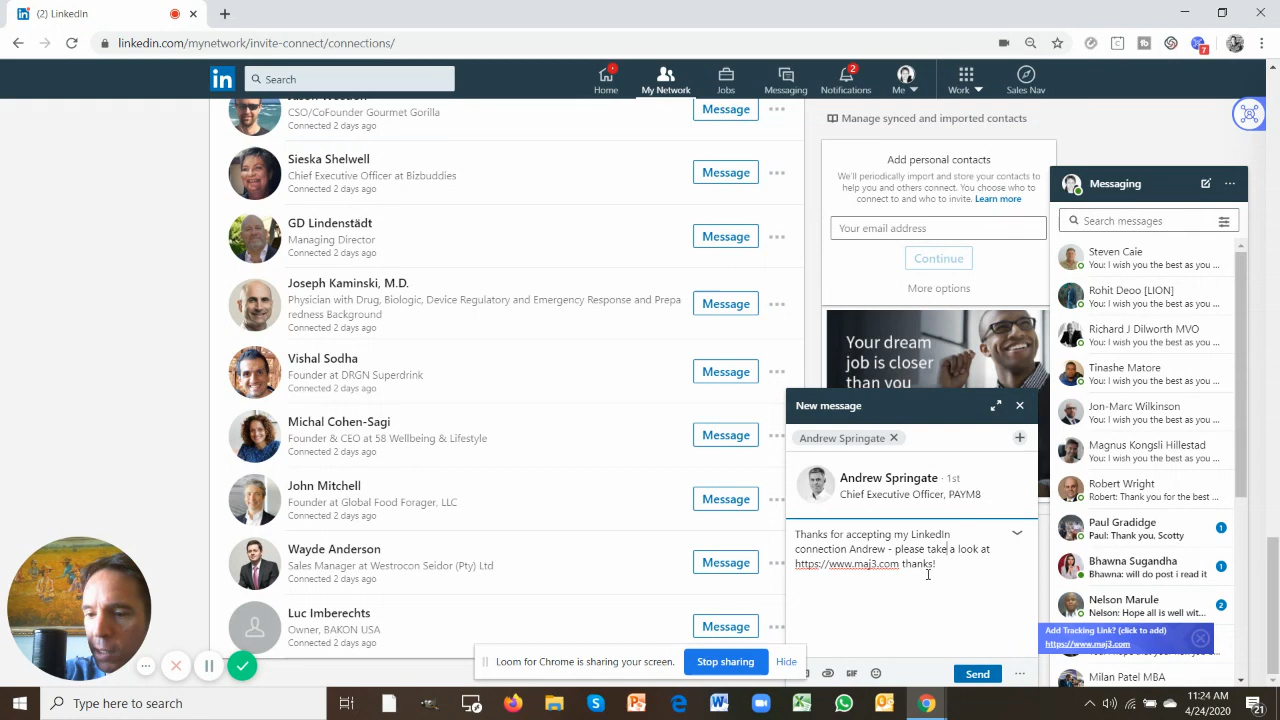 (2) LinkedIn
linkedin.com/mynetwork/invite-connect/connections/
7
in
Search
Home
My Network
Jobs
Messaging
2
Notifications
Me
Work
Sales Nav
CSO/CoFounder Gourmet Gorilla
Connected 2 days ago
Message
Sieska Shelwell
Chief Executive Officer at Bizbuddies
Connected 2 days ago
Message
GD Lindenstädt
Managing Director
Connected 2 days ago
Message
Joseph Kaminski, M.D.
Physician with Drug, Biologic, Device Regulatory and Emergency Response and Prepa
redness Background
Connected 2 days ago
Message
Vishal Sodha
Founder at DRGN Superdrink
Connected 2 days ago
Message
Michal Cohen-Sagi
Founder & CEO at 58 Wellbeing & Lifestyle
Connected 2 days ago
Message
John Mitchell
Founder at Global Food Forager, LLC
Connected 2 days ago
Message
Wayde Anderson
Sales Manager at Westrocon Seidor (Pty) Ltd
Connected 2 days ago
Message
Luc Imberechts
Owner, BAKON USA
Connected 2 days ago
Message
Manage synced and imported contacts
Add personal contacts
We'll periodically import and store your contacts to
help you and others connect. You choose who to
connect to and who to invite. Learn more
Your email address
Continue
More options
Your dream
job is closer
than you
New message
Andrew Springate
Andrew Springate · 1st
Chief Executive Officer, PAYM8
Thanks for accepting my LinkedIn
connection Andrew - please take a look at
https://www.maj3.com thanks!
GIF
Send
Messaging
Search messages
Steven Caie
You: I wish you the best as you ...
Rohit Deoo [LION]
You: I wish you the best as you ...
Richard J Dilworth MVO
You: I wish you the best as you ...
Tinashe Matore
You: I wish you the best as you ...
Jon-Marc Wilkinson
You: I wish you the best as you ...
Magnus Kongsli Hillestad
You: I wish you the best as you ...
Robert Wright
Robert: Thank you for the best ...
Paul Gradidge
Paul: Thank you, Scotty
1
Bhawna Sugandha
Bhawna: will do post i read it
1
Nelson Marule
Nelson: Hope all is well wit...
2
Add Tracking Link? (click to add)
https://www.maj3.com
Milan Patel MBA
Loom for Chrome is sharing your screen.
Stop sharing
Hide
Type here to search
11:24 AM
4/24/2020
21